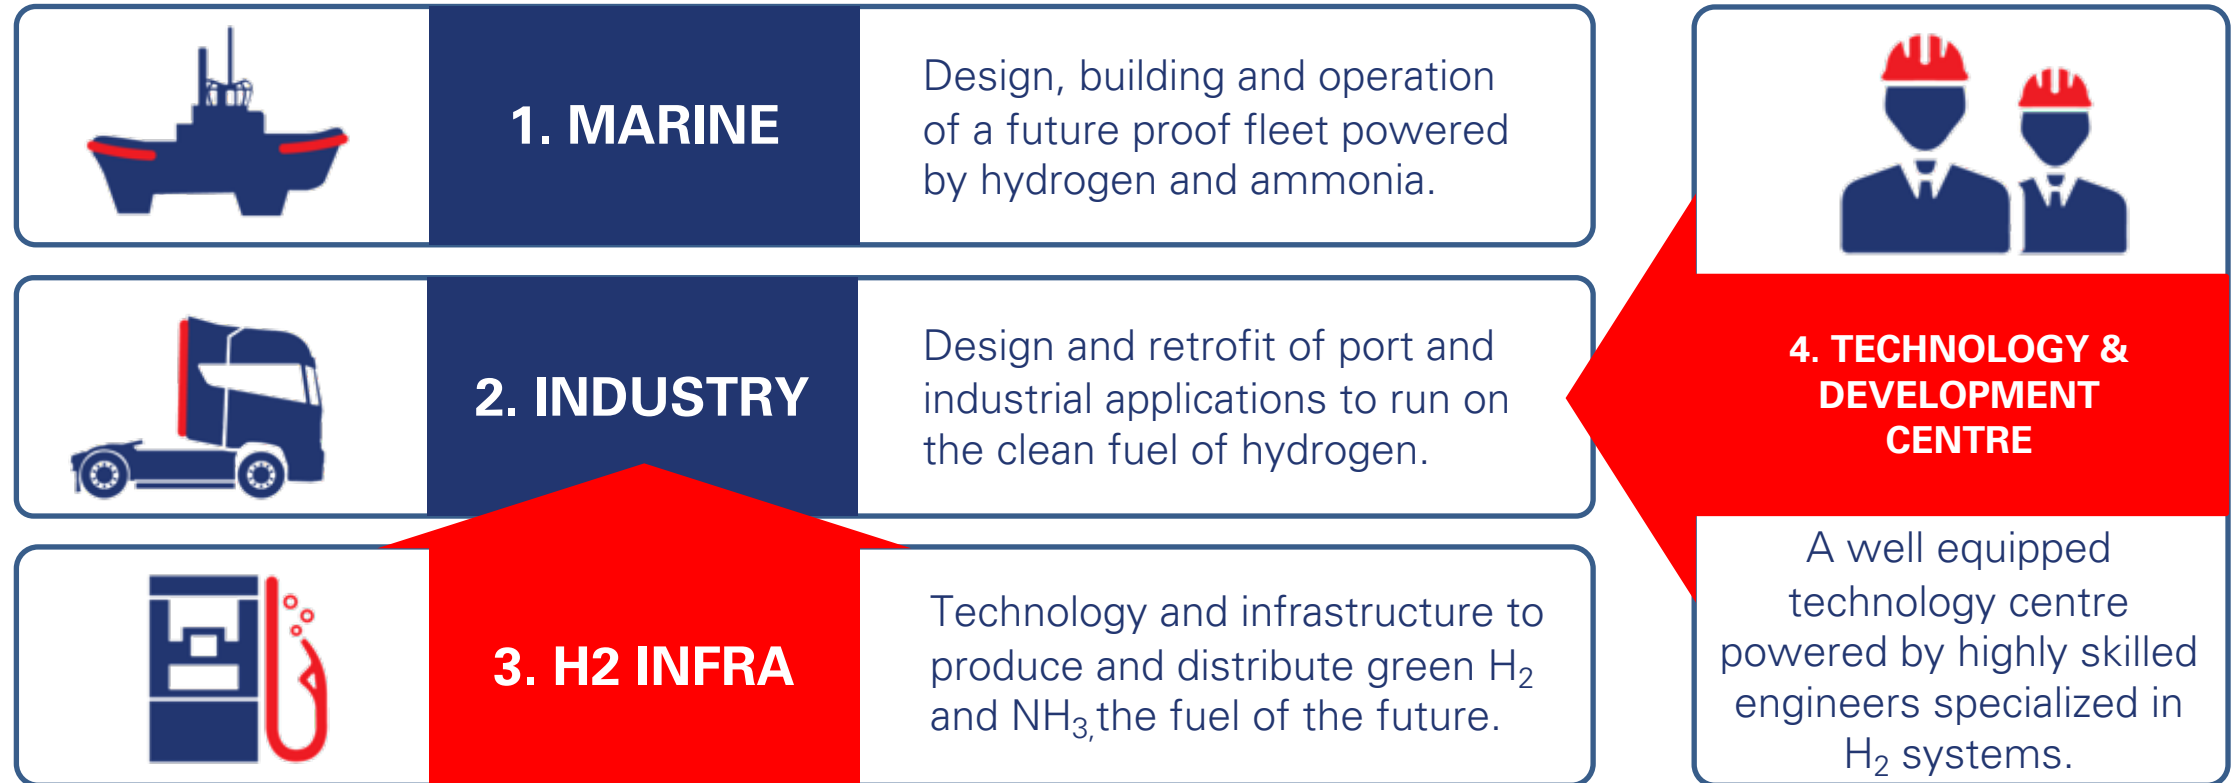 1. MARINE
Design, building and operation
of a future proof fleet powered
by hydrogen and ammonia.
2. INDUSTRY
Design and retrofit of port and
industrial applications to run on
the clean fuel of hydrogen.
3. H2 INFRA
Technology and infrastructure to
produce and distribute green H₂
and NH₃, the fuel of the future.
4. TECHNOLOGY &
DEVELOPMENT
CENTRE
A well equipped
technology centre
powered by highly skilled
engineers specialized in
H₂ systems.